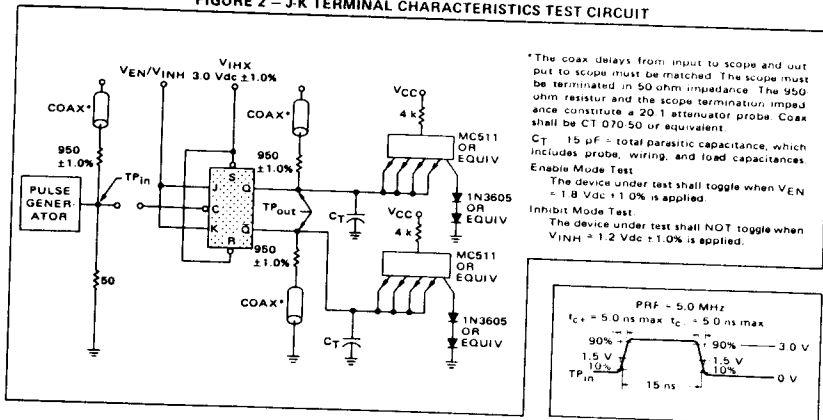 FIGURE 2 – J-K TERMINAL CHARACTERISTICS TEST CIRCUIT
VEN/VINH
VIHX
3.0 Vdc ±1.0%
COAX*
COAX*
950
±1.0%
950
±1.0%
TPin
PULSE
GENER-
ATOR
50
J
S
Q
C
K
R
Q̅
TPout
950
±1.0%
COAX*
VCC
4 k
MC511
OR
EQUIV
1N3605
OR
EQUIV
CT
VCC
4 k
MC511
OR
EQUIV
1N3605
OR
EQUIV
CT
*The coax delays from input to scope and out
put to scope must be matched. The scope must
be terminated in 50 ohm impedance. The 950-
ohm resistor and the scope termination imped
ance constitute a 20:1 attenuator probe. Coax
shall be CT 070-50 or equivalent.
CT 15 pF = total parasitic capacitance, which
includes probe, wiring, and load capacitances.
Enable Mode Test
The device under test shall toggle when VEN
= 1.8 Vdc ±1.0% is applied.
Inhibit Mode Test
The device under test shall NOT toggle when
VINH = 1.2 Vdc ±1.0% is applied.
PRF = 5.0 MHz
tc+ = 5.0 ns max tc- = 5.0 ns max
90% 90% 3.0 V
1.5 V 1.5 V
10% 10%
TPin 0 V
15 ns